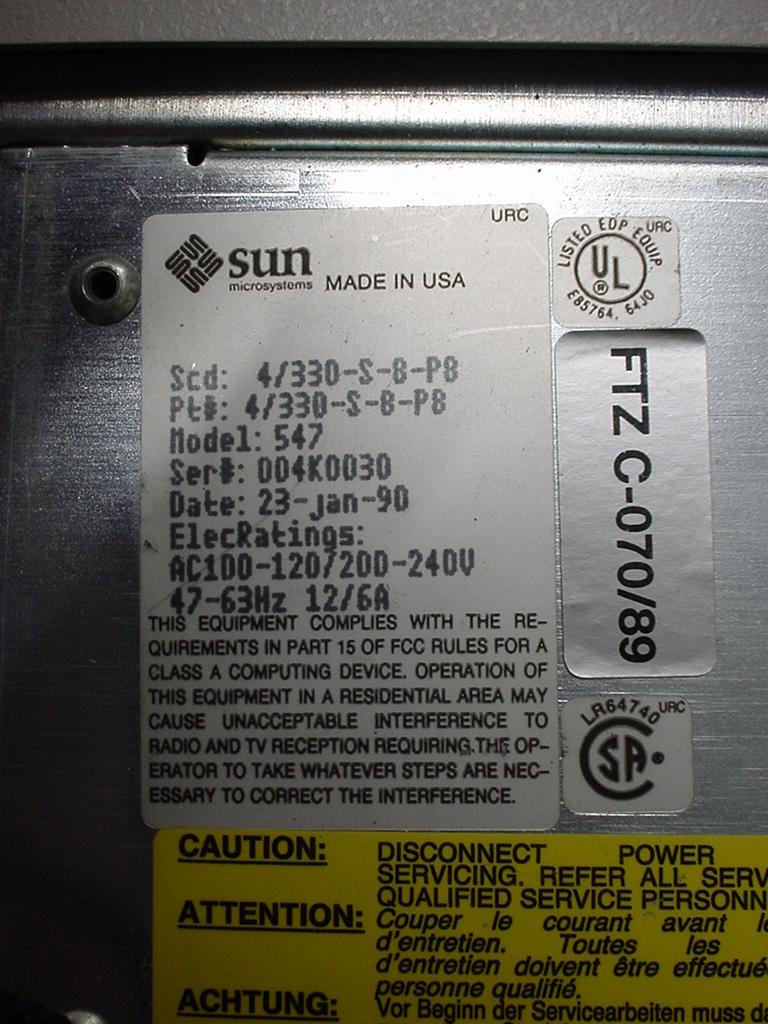 URC
sun
microsystems MADE IN USA
Scd: 4/330-S-8-P8
Pt#: 4/330-S-8-P8
Model: 547
Ser#: 004K0030
Date: 23-jan-90
ElecRatings:
AC100-120/200-240V
47-63Hz 12/6A
THIS EQUIPMENT COMPLIES WITH THE RE-
QUIREMENTS IN PART 15 OF FCC RULES FOR A
CLASS A COMPUTING DEVICE. OPERATION OF
THIS EQUIPMENT IN A RESIDENTIAL AREA MAY
CAUSE UNACCEPTABLE INTERFERENCE TO
RADIO AND TV RECEPTION REQUIRING THE OP-
ERATOR TO TAKE WHATEVER STEPS ARE NEC-
ESSARY TO CORRECT THE INTERFERENCE.
URC
LISTED EDP EQUIP.
UL ®
E85764, 64J0
FTZ C-070/89
LR64740 URC
SA
CAUTION: DISCONNECT POWER
SERVICING. REFER ALL SERV
QUALIFIED SERVICE PERSONN
ATTENTION: Couper le courant avant l
d'entretien. Toutes les
d'entretien doivent être effectué
personne qualifié.
ACHTUNG: Vor Beginn der Servicearbeiten muss da